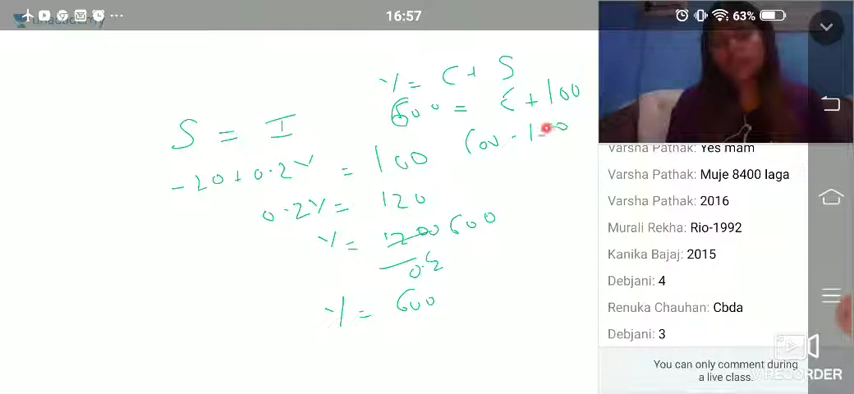 16:57
63%
Y = C + S
600 = C + 100
600 - 100
S = I
-20 + 0.2Y = 100
0.2Y = 120
Y = 1200 600
0.2
Y = 600
Varsha Pathak: Yes mam
Varsha Pathak: Muje 8400 laga
Varsha Pathak: 2016
Murali Rekha: Rio-1992
Kanika Bajaj: 2015
Debjani: 4
Renuka Chauhan: Cbda
Debjani: 3
You can only comment during
a live class.
RECORDER